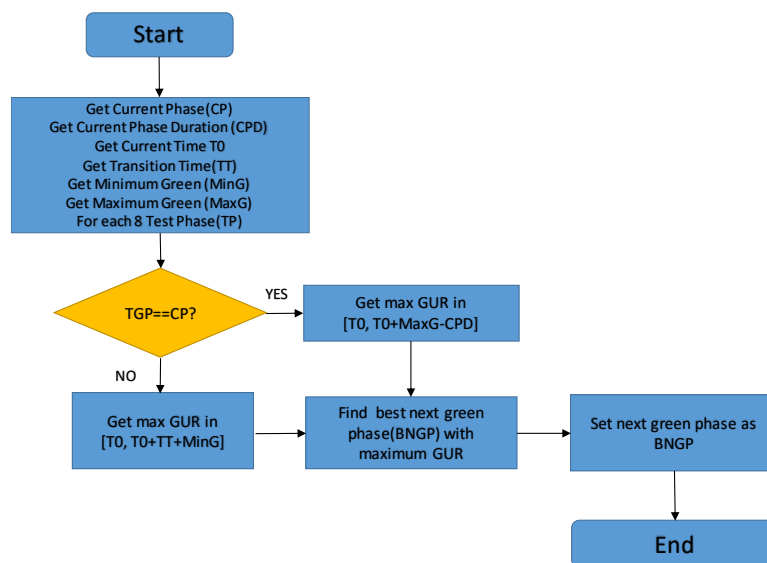 Start
Get Current Phase(CP)
Get Current Phase Duration (CPD)
Get Current Time T0
Get Transition Time(TT)
Get Minimum Green (MinG)
Get Maximum Green (MaxG)
For each 8 Test Phase(TP)
TGP==CP?
YES
Get max GUR in
[T0, T0+MaxG-CPD]
NO
Get max GUR in
[T0, T0+TT+MinG]
Find best next green
phase(BNGP) with
maximum GUR
Set next green phase as
BNGP
End